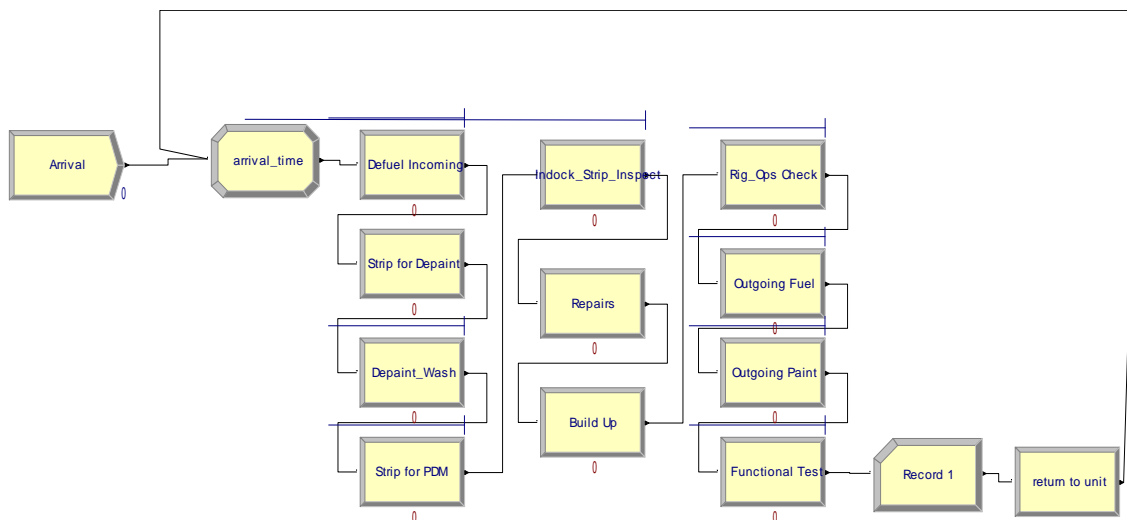 Arrival
0
arrival_time
Defuel Incoming
0
Strip for Depaint
0
Depaint_Wash
0
Strip for PDM
0
Indock_Strip_Inspect
0
Repairs
0
Build Up
0
Rig_Ops Check
0
Outgoing Fuel
0
Outgoing Paint
0
Functional Test
0
Record 1
return to unit